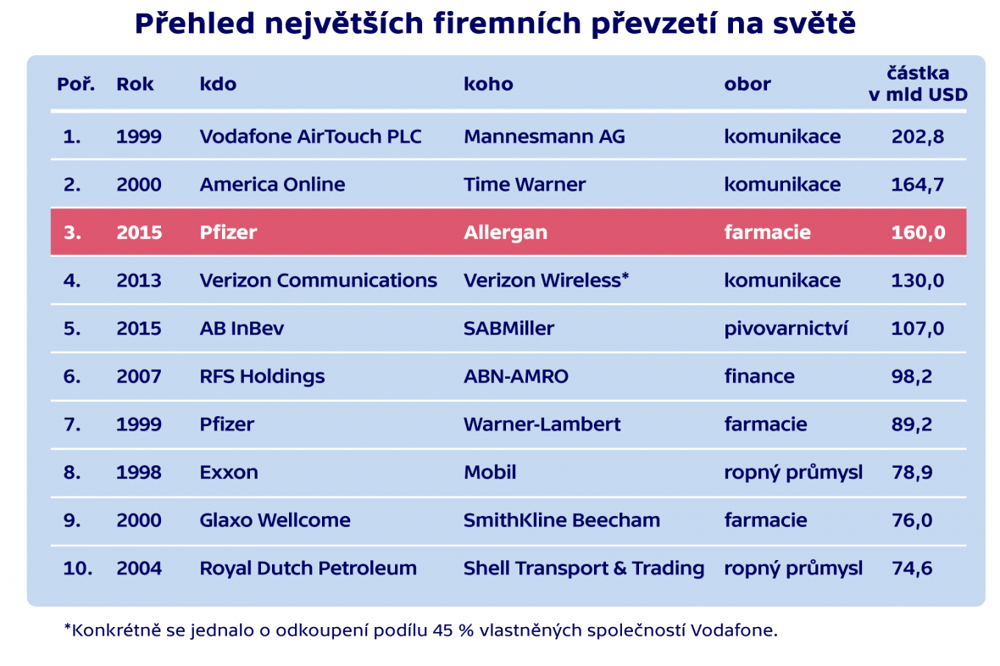 Přehled největších firemních převzetí na světě
Poř. Rok kdo koho obor částka v mld USD
1. 1999 Vodafone AirTouch PLC Mannesmann AG komunikace 202,8
2. 2000 America Online Time Warner komunikace 164,7
3. 2015 Pfizer Allergan farmacie 160,0
4. 2013 Verizon Communications Verizon Wireless* komunikace 130,0
5. 2015 AB InBev SABMiller pivovarnictví 107,0
6. 2007 RFS Holdings ABN-AMRO finance 98,2
7. 1999 Pfizer Warner-Lambert farmacie 89,2
8. 1998 Exxon Mobil ropný průmysl 78,9
9. 2000 Glaxo Wellcome SmithKline Beecham farmacie 76,0
10. 2004 Royal Dutch Petroleum Shell Transport & Trading ropný průmysl 74,6
*Konkrétně se jednalo o odkoupení podílu 45 % vlastněných společností Vodafone.